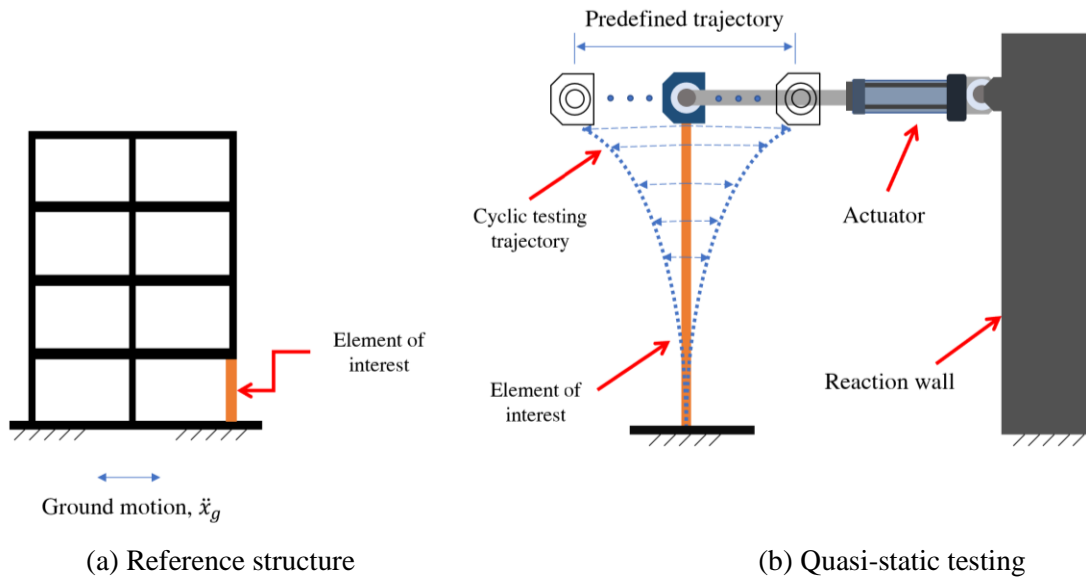 Predefined trajectory
Element of
interest
Ground motion, ẍ_g
Cyclic testing
trajectory
Element of
interest
Actuator
Reaction wall
(a) Reference structure
(b) Quasi-static testing